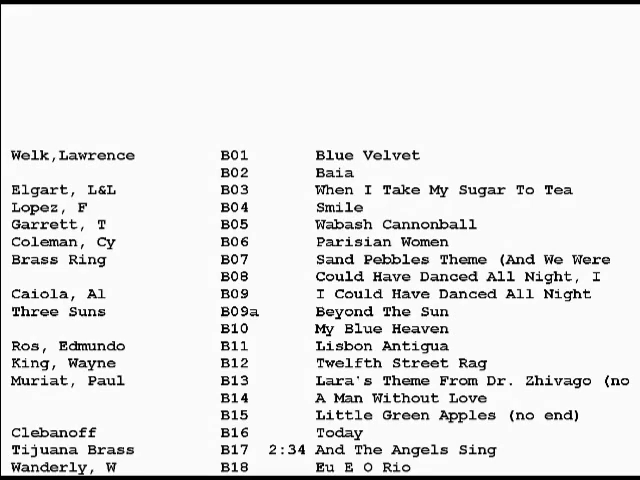 Welk,Lawrence B01 Blue Velvet
B02 Baia
Elgart, L&L B03 When I Take My Sugar To Tea
Lopez, F B04 Smile
Garrett, T B05 Wabash Cannonball
Coleman, Cy B06 Parisian Women
Brass Ring B07 Sand Pebbles Theme (And We Were
B08 Could Have Danced All Night, I
Caiola, Al B09 I Could Have Danced All Night
Three Suns B09a Beyond The Sun
B10 My Blue Heaven
Ros, Edmundo B11 Lisbon Antigua
King, Wayne B12 Twelfth Street Rag
Muriat, Paul B13 Lara's Theme From Dr. Zhivago (no
B14 A Man Without Love
B15 Little Green Apples (no end)
Clebanoff B16 Today
Tijuana Brass B17 2:34 And The Angels Sing
Wanderly, W B18 Eu E O Rio